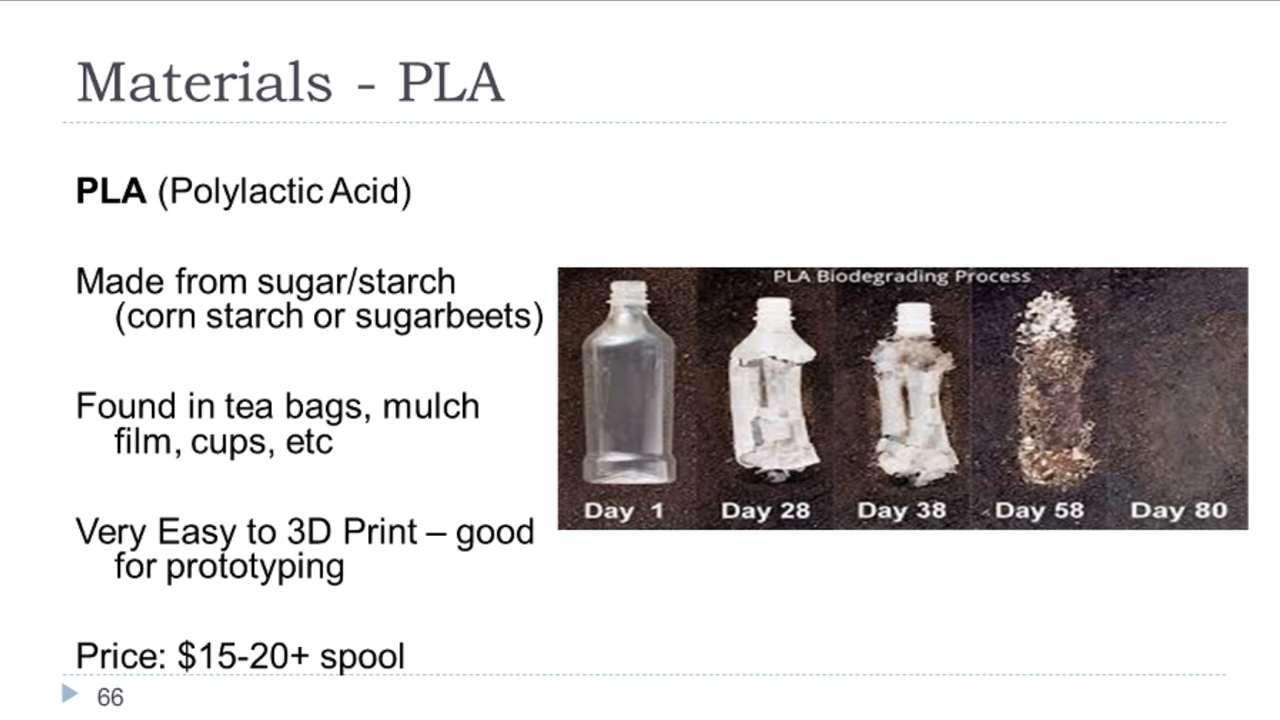 Materials - PLA
PLA (Polylactic Acid)
Made from sugar/starch
(corn starch or sugarbeets)
Found in tea bags, mulch
film, cups, etc
Very Easy to 3D Print – good
for prototyping
Price: $15-20+ spool
PLA Biodegrading Process
Day 1 Day 28 Day 38 Day 58 Day 80
66